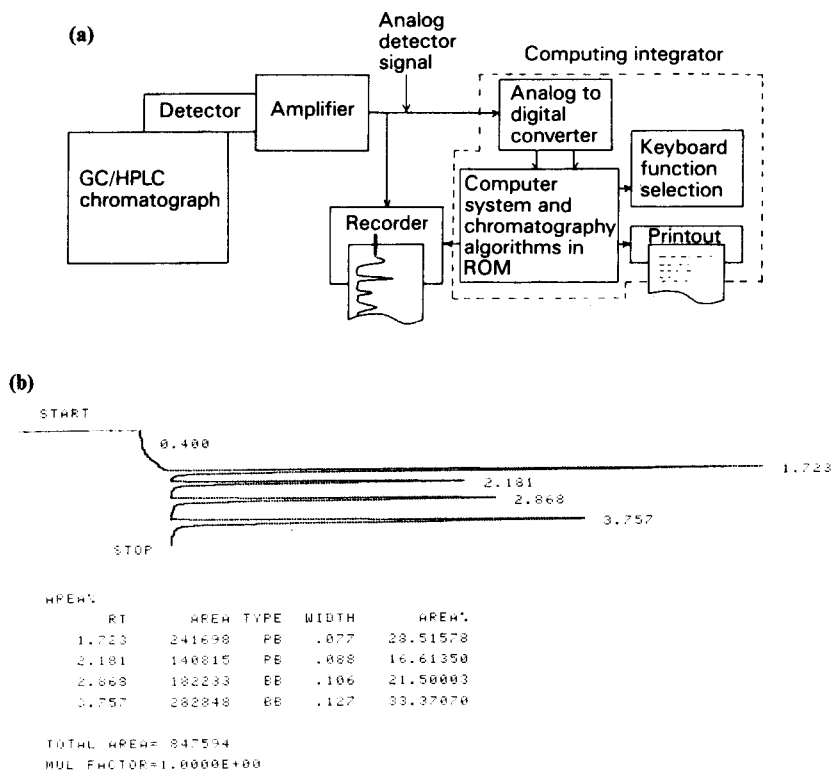 (a)
Analog
detector
signal
Computing integrator
Detector
Amplifier
Analog to
digital
converter
Keyboard
function
selection
GC/HPLC
chromatograph
Recorder
Computer
system and
chromatography
algorithms in
ROM
Printout
(b)
START
0.400
1.723
2.181
2.868
3.757
STOP
AREA%
RT AREA TYPE WIDTH AREA%
1.723 241698 PB .077 28.51578
2.181 140815 PB .088 16.61350
2.868 182233 BB .106 21.50003
3.757 282848 BB .127 33.37070
TOTAL AREA= 847594
MUL FACTOR=1.0000E+00